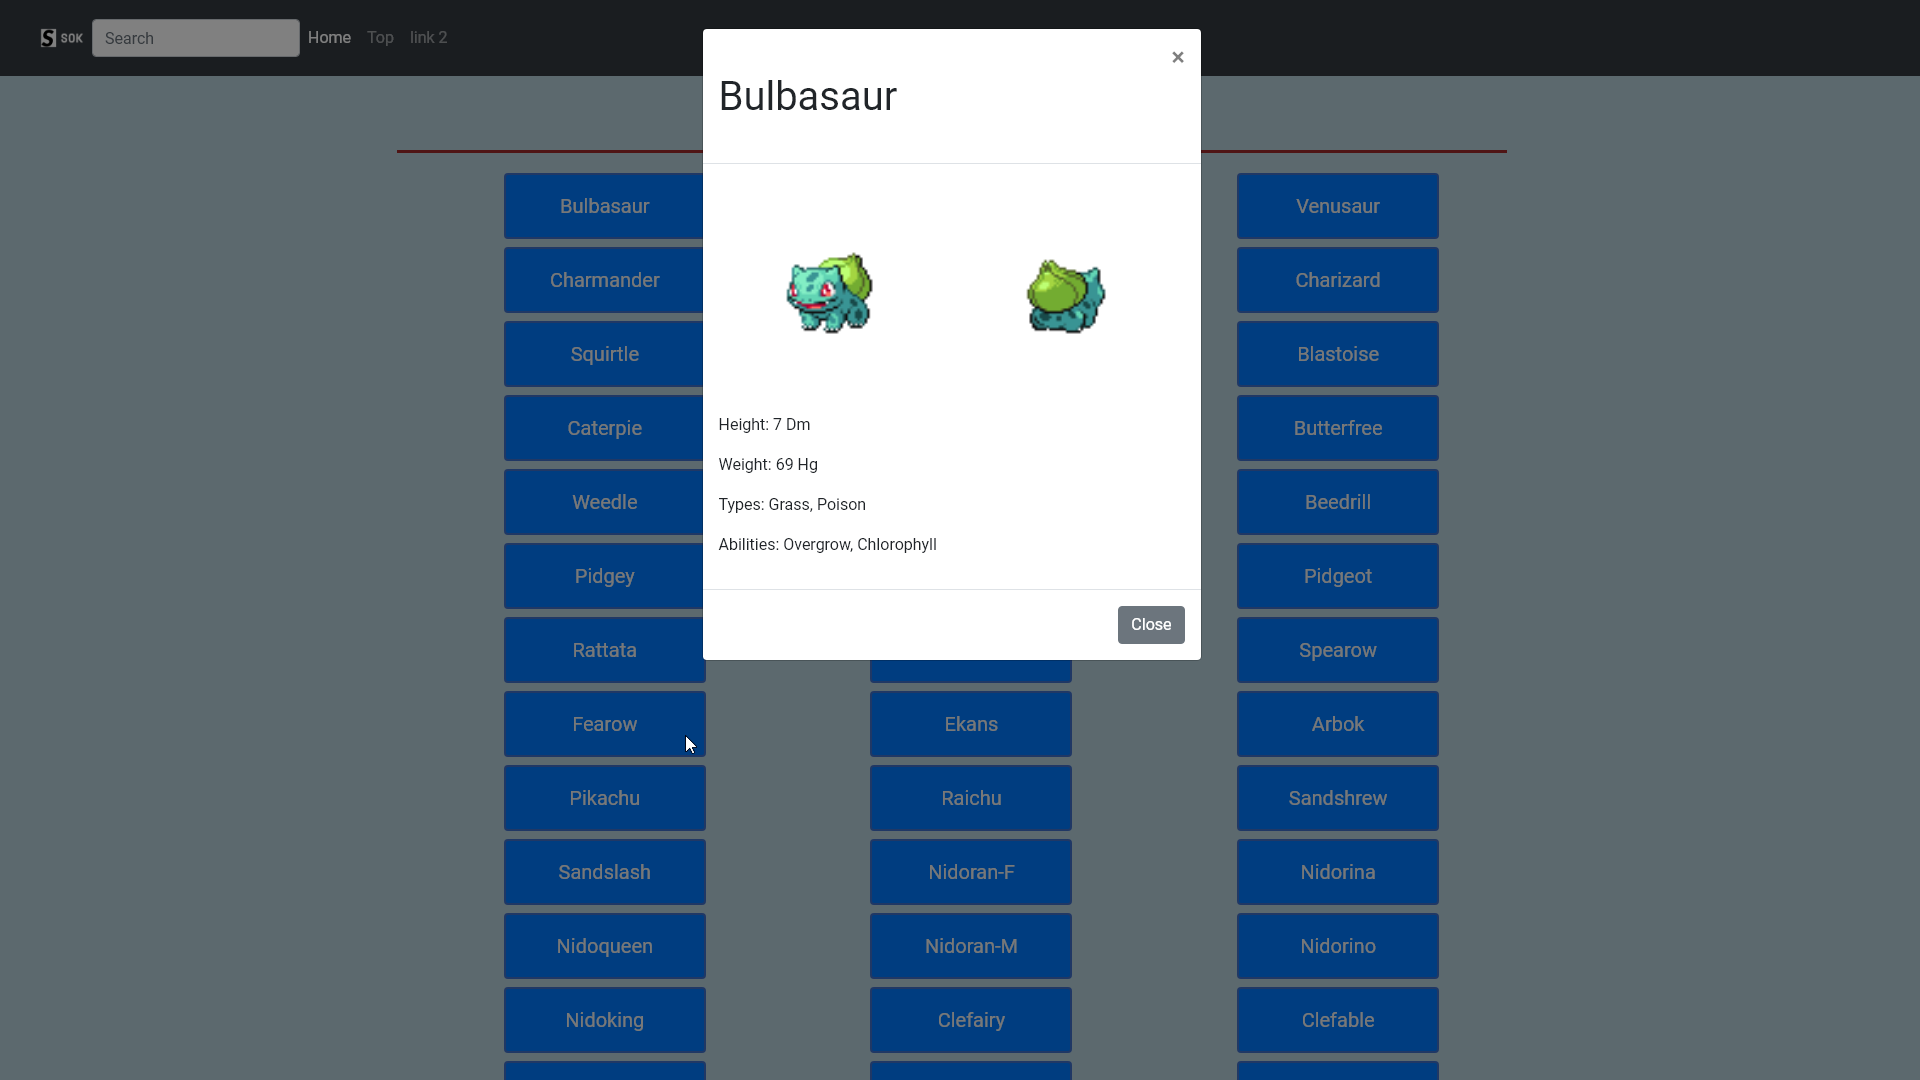 SOK Search Home Top link 2
×
Bulbasaur
Bulbasaur Venusaur
Charmander Charizard
Squirtle Blastoise
Caterpie Butterfree
Height: 7 Dm
Weight: 69 Hg
Weedle Beedrill
Types: Grass, Poison
Abilities: Overgrow, Chlorophyll
Pidgey Pidgeot
Close
Rattata Spearow
Fearow Ekans Arbok
Pikachu Raichu Sandshrew
Sandslash Nidoran-F Nidorina
Nidoqueen Nidoran-M Nidorino
Nidoking Clefairy Clefable